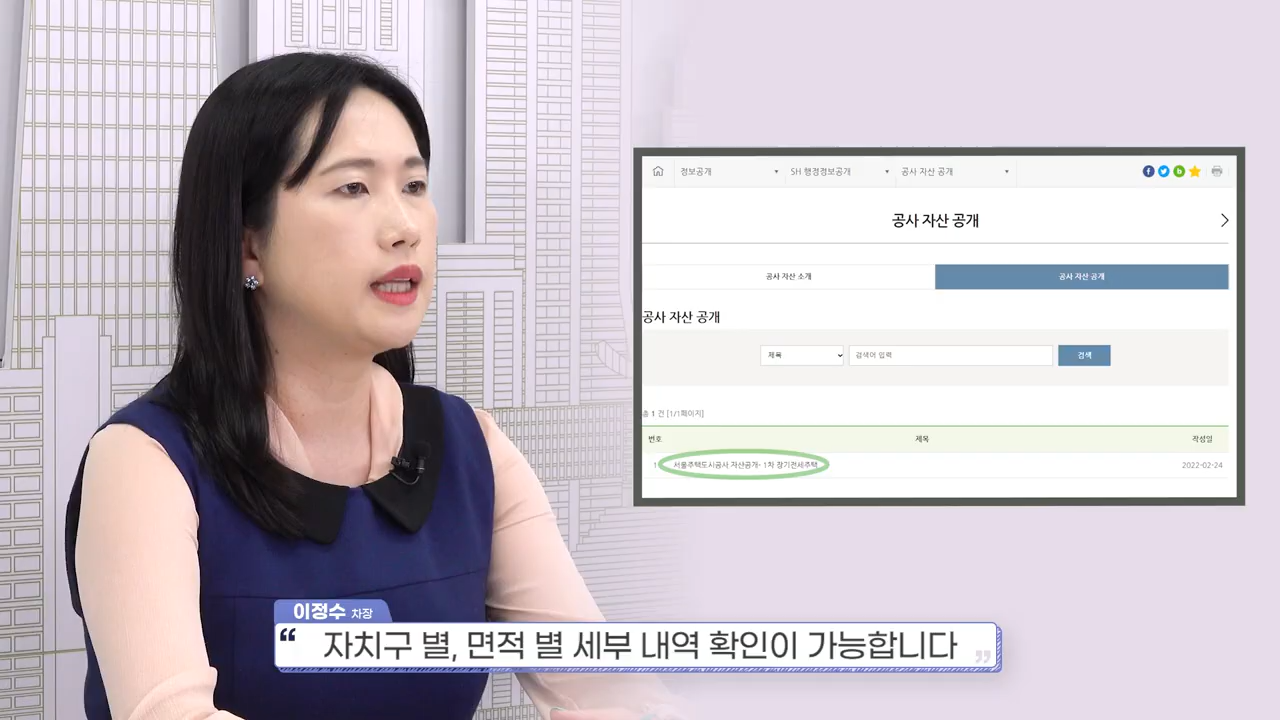 정보공개
SH 행정정보공개
공사 자산 공개
공사 자산 공개
공사 자산 소개
공사 자산 공개
공사 자산 공개
제목
검색어 입력
검색
총 1 건 [1/1페이지]
번호 제목 작성일
1 서울주택도시공사 자산공개- 1차 장기전세주택 2022-02-24
이정수 차장
“ 자치구 별, 면적 별 세부 내역 확인이 가능합니다 ”